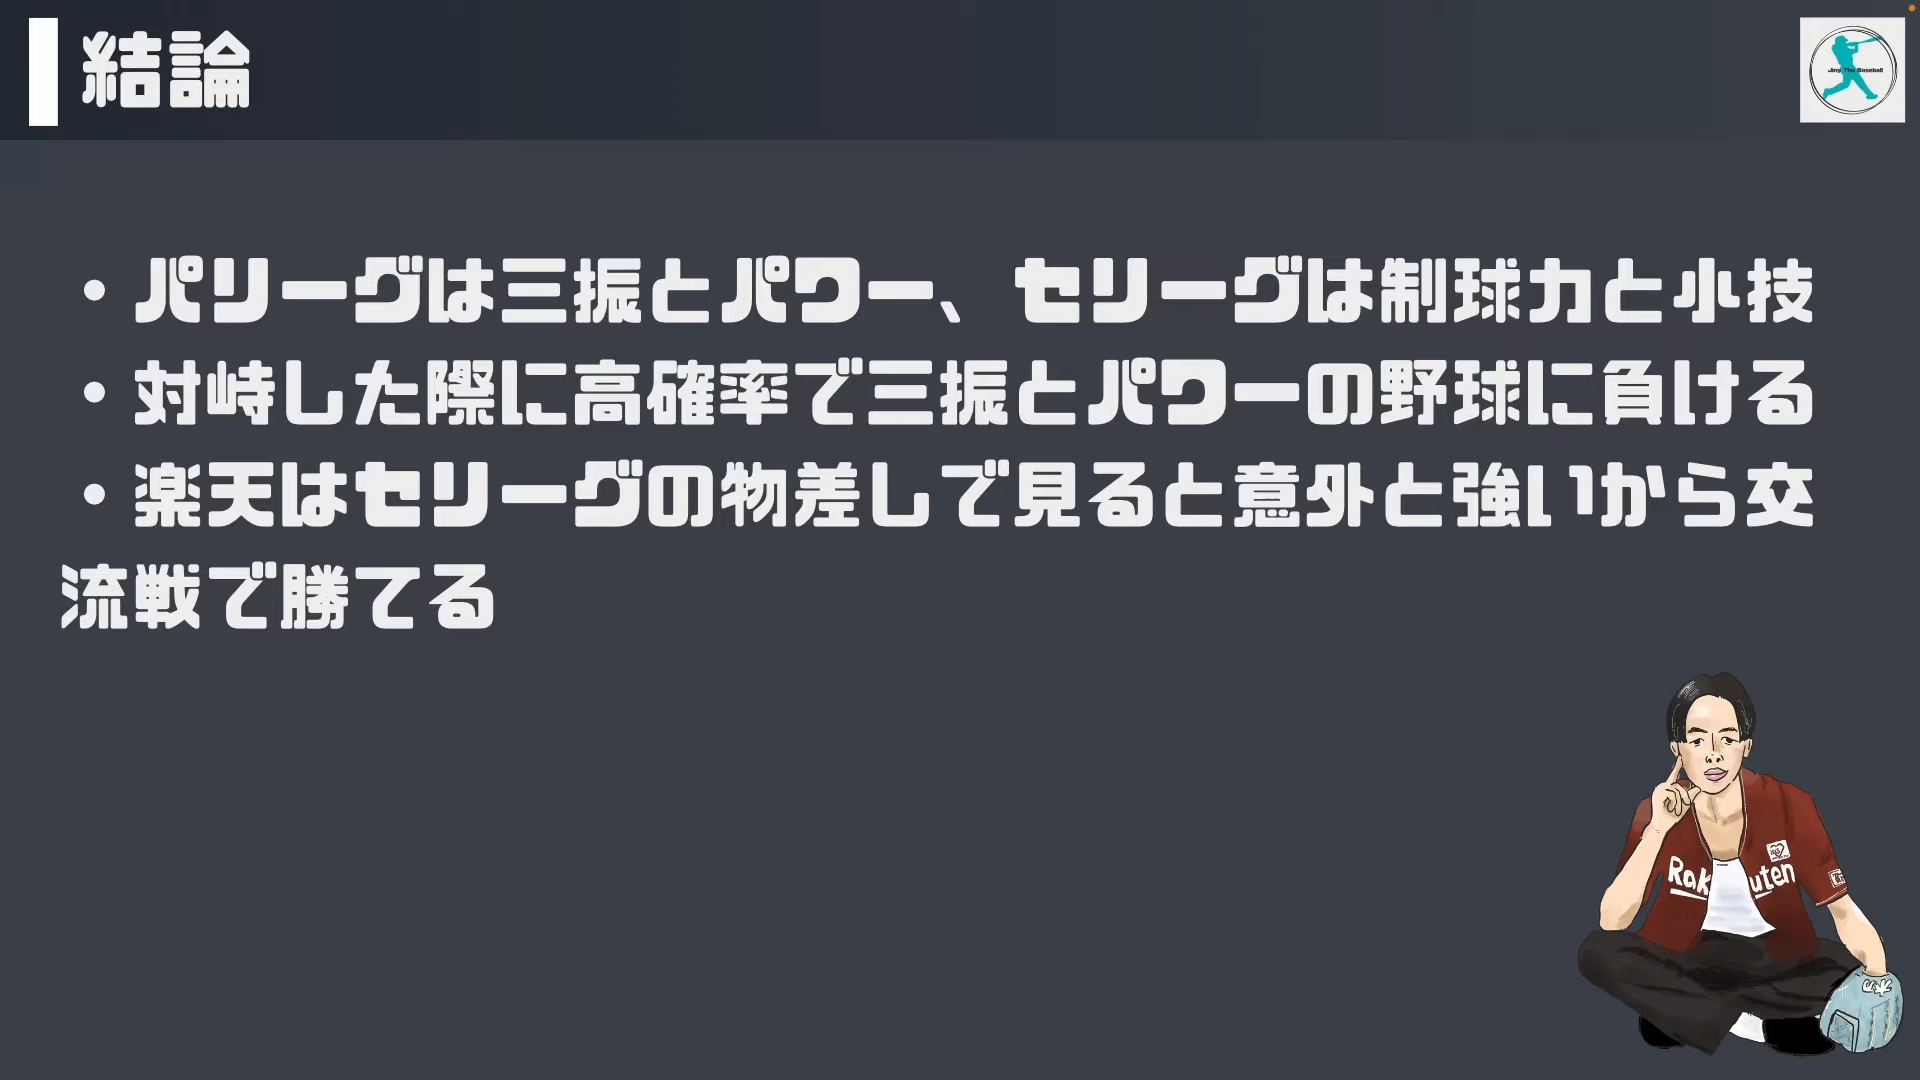 結論
Jing Tha Baseball
・パリーグは三振とパワー、セリーグは制球力と小技
・対峙した際に高確率で三振とパワーの野球に負ける
・楽天はセリーグの物差しで見ると意外と強いから交
流戦で勝てる
Rakuten